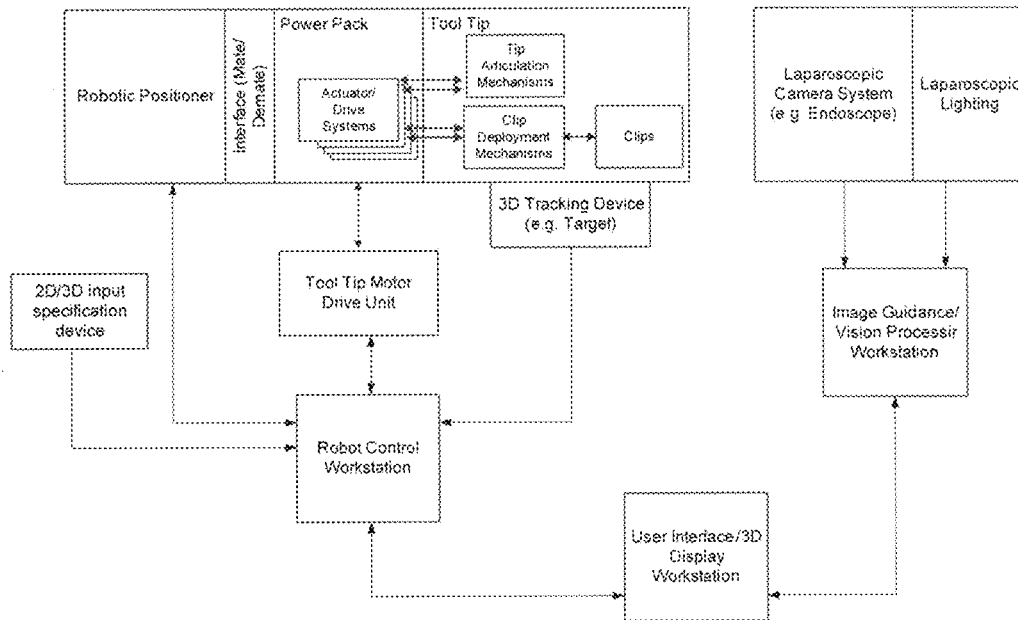 Power Pack
Tool Tip
Robotic Positioner
Interface (Mate/
Demate)
Actuator/
Drive
Systems
Tip
Articulation
Mechanisms
Clip
Deployment
Mechanisms
Clips
Laparoscopic
Camera System
(e.g. Endoscope)
Laparoscopic
Lighting
3D Tracking Device
(e.g. Target)
2D/3D input
specification
device
Tool Tip Motor
Drive Unit
Image Guidance/
Vision Processir
Workstation
Robot Control
Workstation
User Interface/3D
Display
Workstation